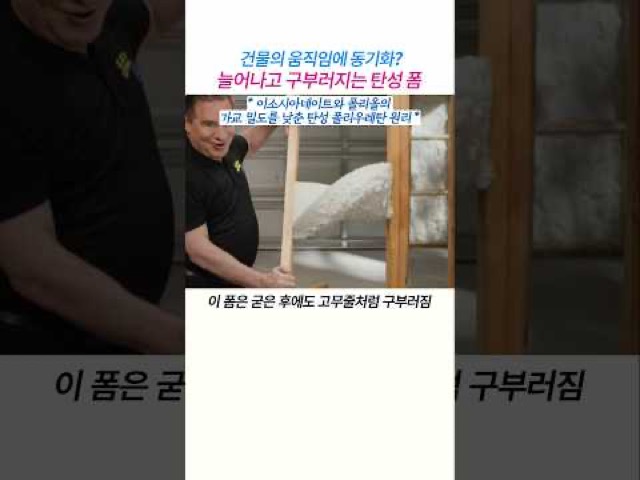 건물의 움직임에 동기화?
늘어나고 구부러지는 탄성 폼
* 이소시아네이트와 폴리올의
가교 밀도를 낮춘 탄성 폴리우레탄 원리 *
이 폼은 굳은 후에도 고무줄처럼 구부러짐
이 폼은 굳은
구부러짐